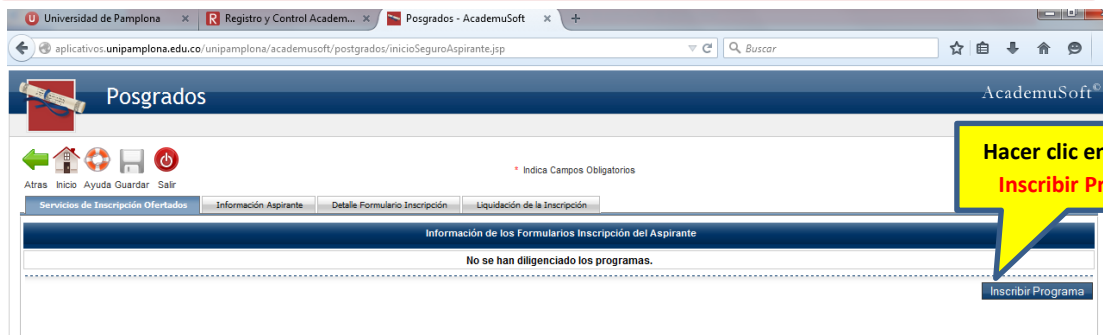 Universidad de Pamplona
Registro y Control Academ...
Posgrados - AcademuSoft
aplicativos.unipamplona.edu.co/unipamplona/academusoft/postgrados/inicioSeguroAspirante.jsp
Buscar
Posgrados
AcademuSoft©
Hacer clic en
Inscribir Pr
Atras Inicio Ayuda Guardar Salir
* Indica Campos Obligatorios
Servicios de Inscripción Ofertados
Información Aspirante
Detalle Formulario Inscripción
Liquidación de la Inscripción
Información de los Formularios Inscripción del Aspirante
No se han diligenciado los programas.
Inscribir Programa